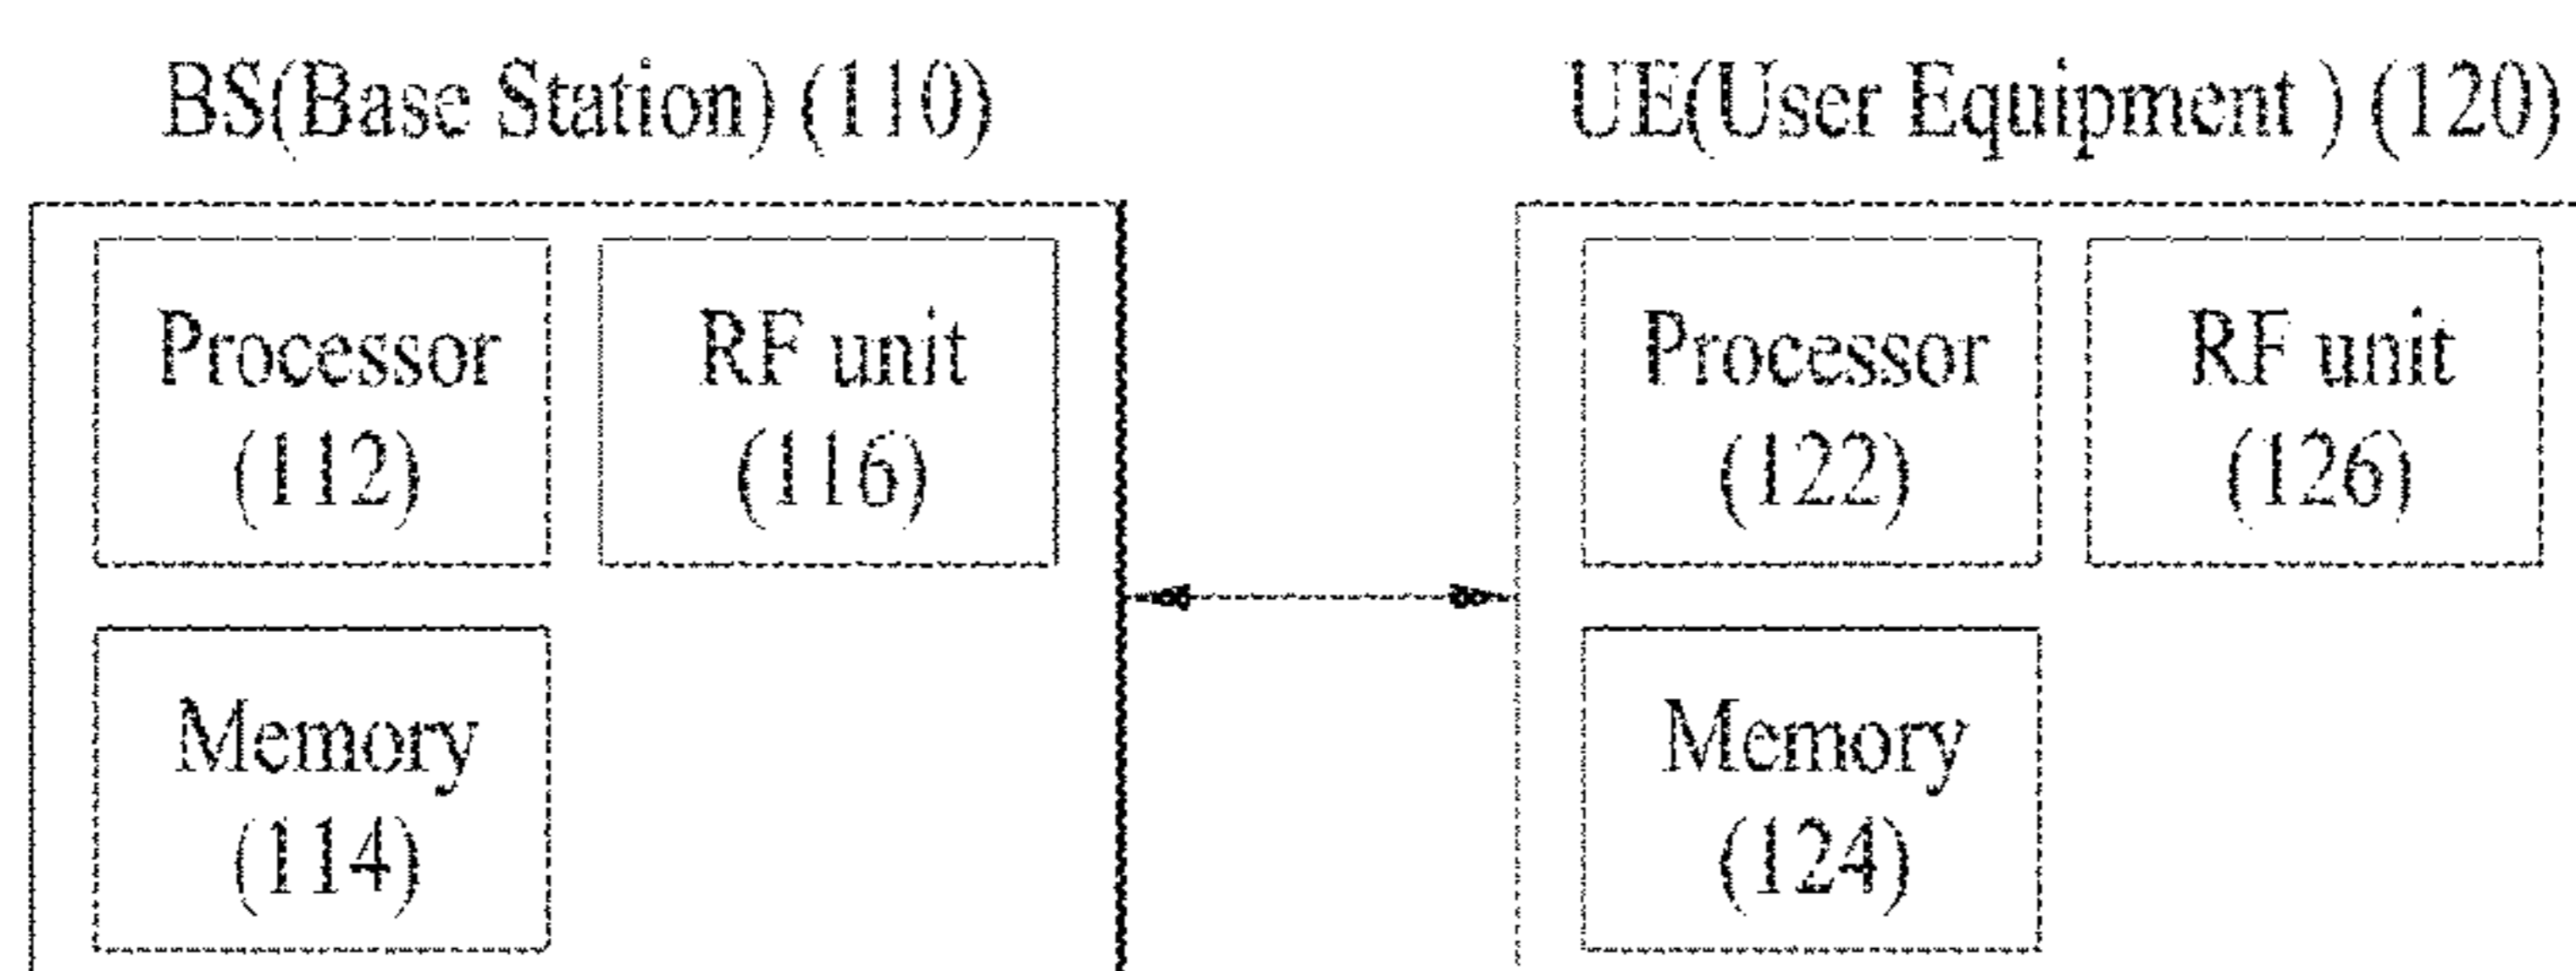 BS(Base Station) (110)
UE(User Equipment ) (120)
Processor
(112)
RF unit
(116)
Processor
(122)
RF unit
(126)
Memory
(114)
Memory
(124)